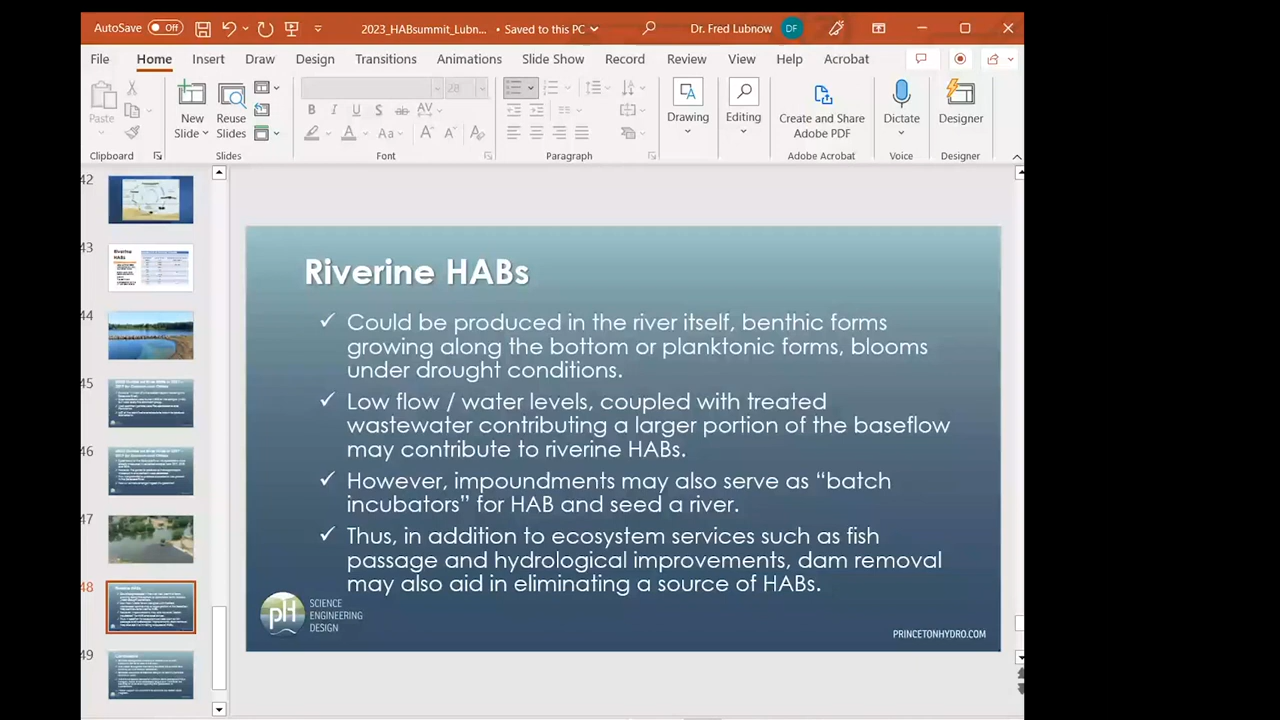 AutoSave Off 2023_HABsummit_Lubn... • Saved to this PC Dr. Fred Lubnow DF
File Home Insert Draw Design Transitions Animations Slide Show Record Review View Help Acrobat
Paste New Slide Reuse Slides 28 B I U S ab AV Aa A A A Drawing Editing Create and Share Adobe PDF Dictate Designer
Clipboard Slides Font Paragraph Adobe Acrobat Voice Designer
42
43
Riverine
HABs
44
45
46
47
48
49
Riverine HABs
✓ Could be produced in the river itself, benthic forms
growing along the bottom or planktonic forms, blooms
under drought conditions.
✓ Low flow / water levels, coupled with treated
wastewater contributing a larger portion of the baseflow
may contribute to riverine HABs.
✓ However, impoundments may also serve as “batch
incubators” for HAB and seed a river.
✓ Thus, in addition to ecosystem services such as fish
passage and hydrological improvements, dam removal
may also aid in eliminating a source of HABs.
pH
SCIENCE
ENGINEERING
DESIGN
PRINCETONHYDRO.COM